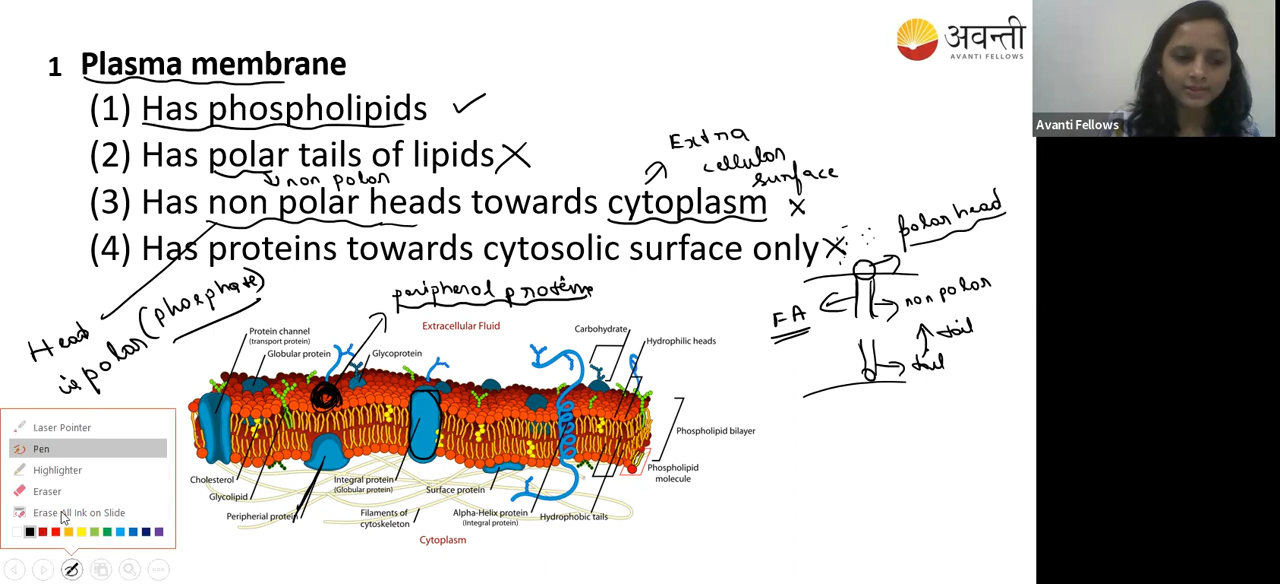 अवन्ती
AVANTI FELLOWS
Avanti Fellows
1 Plasma membrane
(1) Has phospholipids
(2) Has polar tails of lipids
non polar
Extra
cellular
surface
(3) Has non polar heads towards cytoplasm
(4) Has proteins towards cytosolic surface only
polar head
non polar
FA
tail
tail
Head
is polar (phosphate)
peripheral proteins
Extracellular Fluid
Protein channel
(transport protein)
Globular protein
Glycoprotein
Carbohydrate
Hydrophilic heads
Phospholipid bilayer
Phospholipid
molecule
Cholesterol
Glycolipid
Peripherial protein
Integral protein
(Globular protein)
Filaments of
cytoskeleton
Surface protein
Alpha-Helix protein
(Integral protein)
Hydrophobic tails
Cytoplasm
Laser Pointer
Pen
Highlighter
Eraser
Erase All Ink on Slide